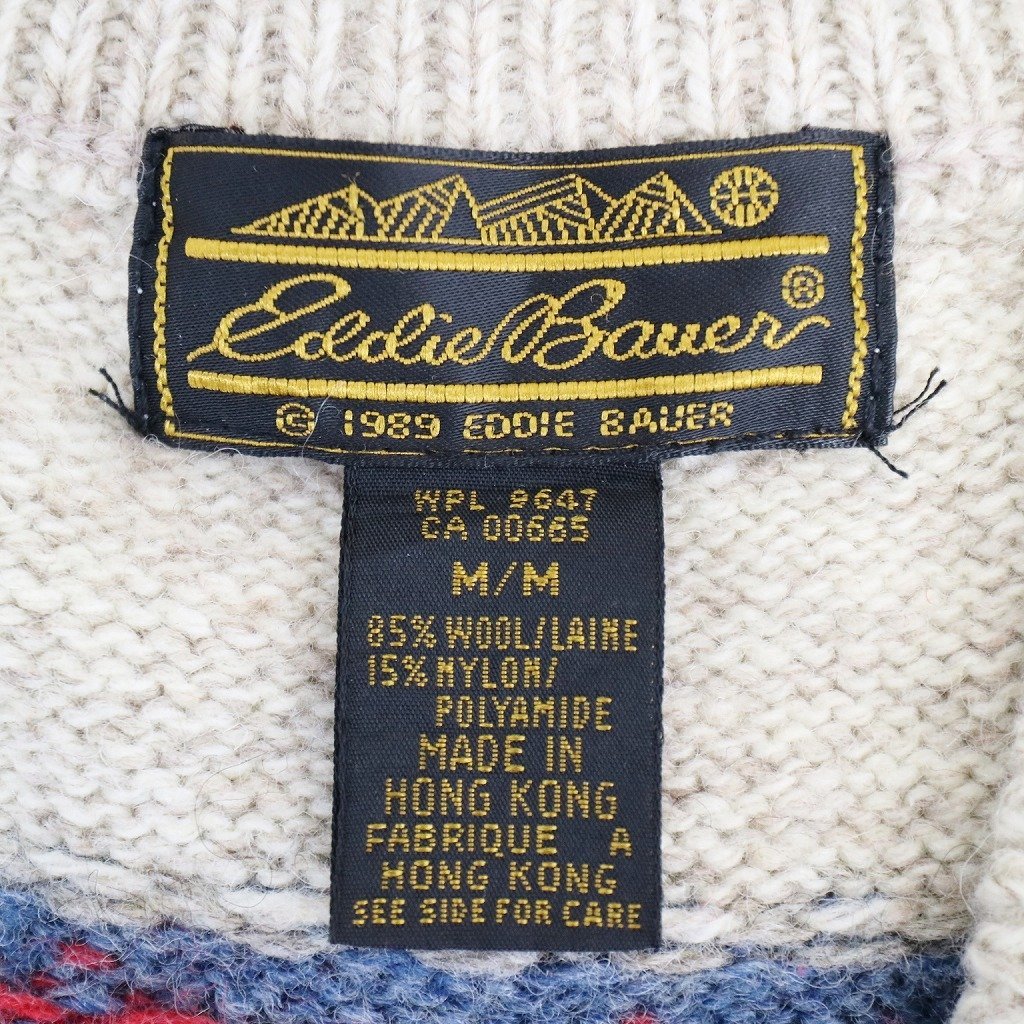 Eddie Bauer ®
© 1989 EDDIE BAUER
WPL 9647
CA 00665
M/M
85% WOOL/LAINE
15% NYLON/
POLYAMIDE
MADE IN
HONG KONG
FABRIQUE A
HONG KONG
SEE SIDE FOR CARE